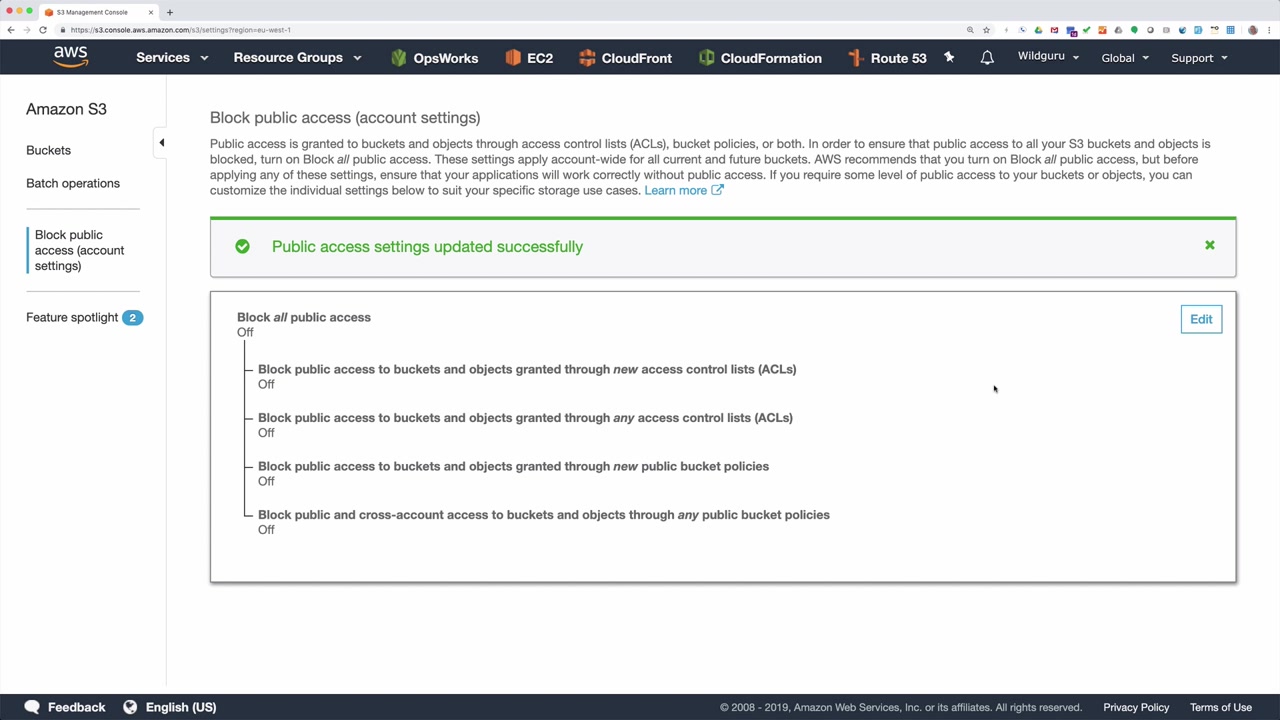 S3 Management Console
https://s3.console.aws.amazon.com/s3/settings?region=eu-west-1
aws
Services
Resource Groups
OpsWorks
EC2
CloudFront
CloudFormation
Route 53
Wildguru
Global
Support
Amazon S3
Buckets
Batch operations
Block public
access (account
settings)
Feature spotlight 2
Block public access (account settings)
Public access is granted to buckets and objects through access control lists (ACLs), bucket policies, or both. In order to ensure that public access to all your S3 buckets and objects is
blocked, turn on Block all public access. These settings apply account-wide for all current and future buckets. AWS recommends that you turn on Block all public access, but before
applying any of these settings, ensure that your applications will work correctly without public access. If you require some level of public access to your buckets or objects, you can
customize the individual settings below to suit your specific storage use cases. Learn more
Public access settings updated successfully
Block all public access
Off
Edit
Block public access to buckets and objects granted through new access control lists (ACLs)
Off
Block public access to buckets and objects granted through any access control lists (ACLs)
Off
Block public access to buckets and objects granted through new public bucket policies
Off
Block public and cross-account access to buckets and objects through any public bucket policies
Off
Feedback
English (US)
© 2008 - 2019, Amazon Web Services, Inc. or its affiliates. All rights reserved.
Privacy Policy
Terms of Use